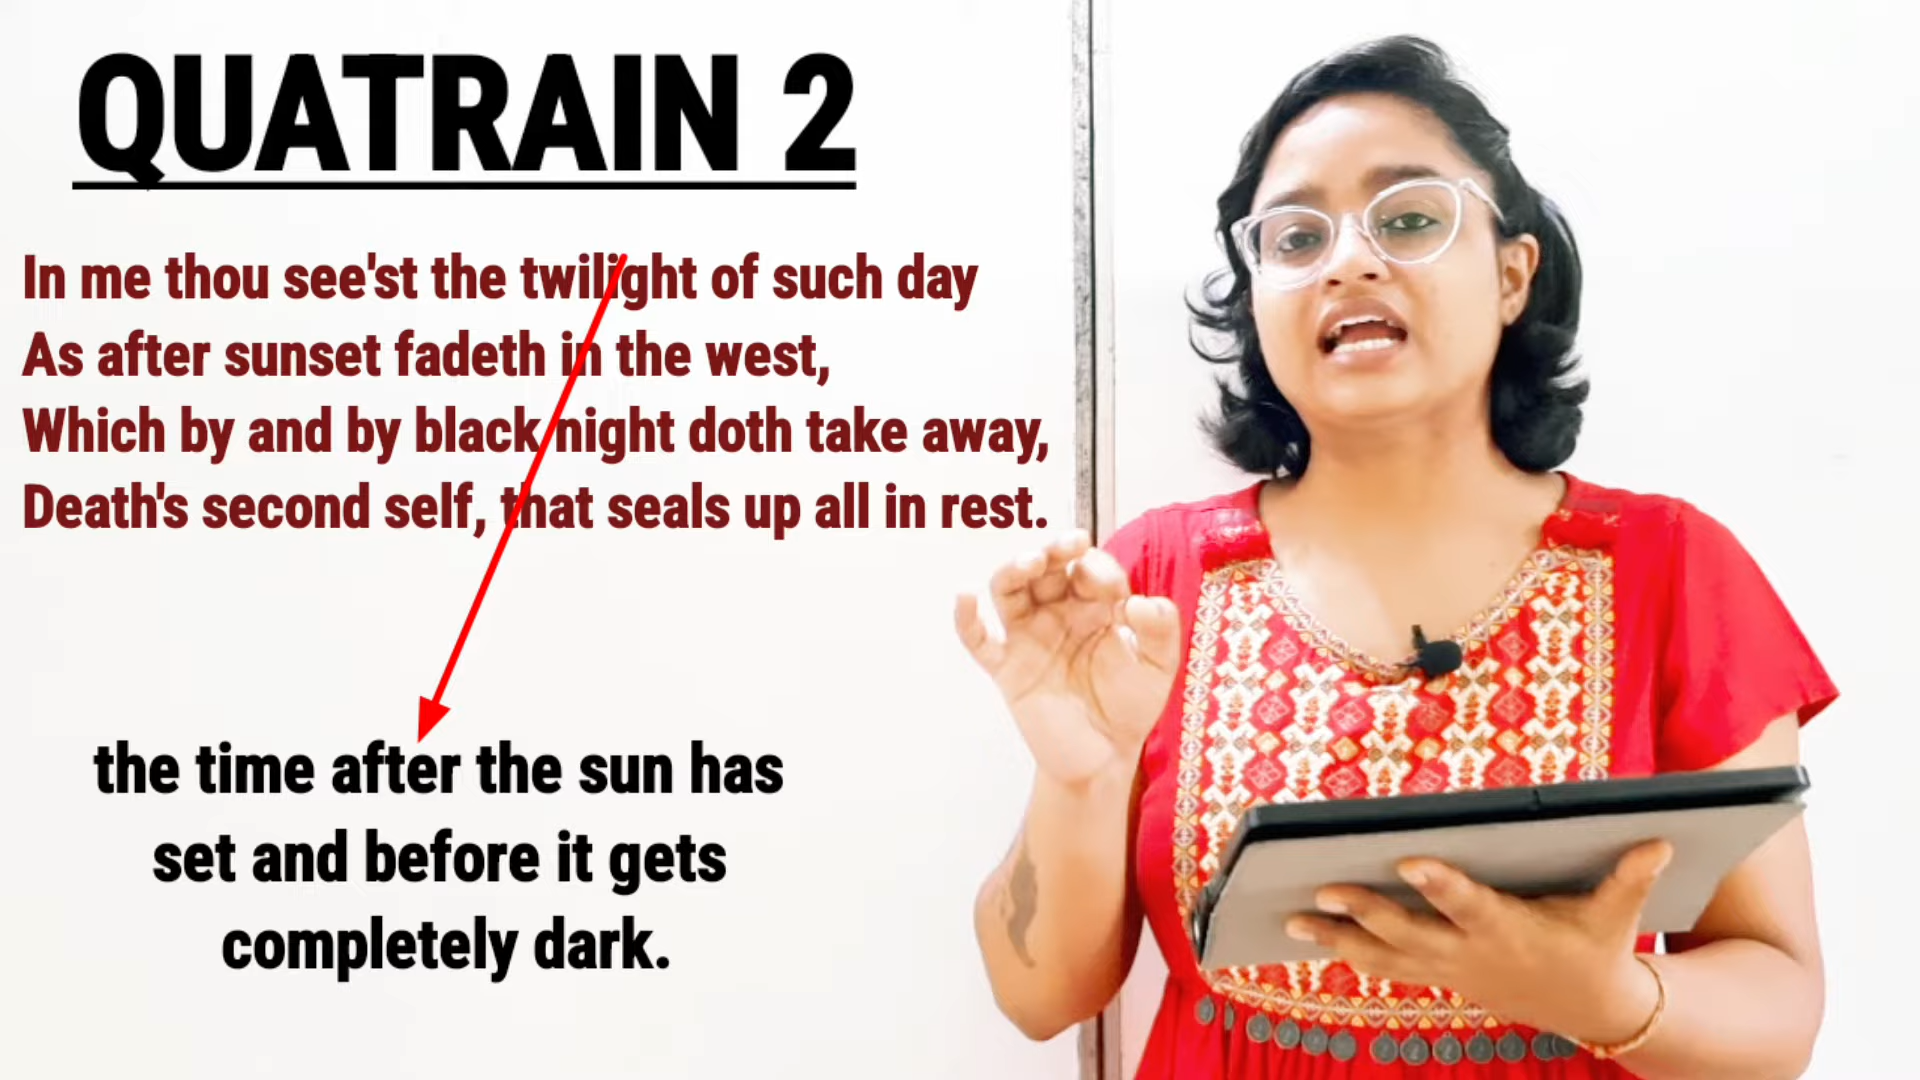 QUATRAIN 2
In me thou see'st the twilight of such day
As after sunset fadeth in the west,
Which by and by black night doth take away,
Death's second self, that seals up all in rest.
the time after the sun has
set and before it gets
completely dark.